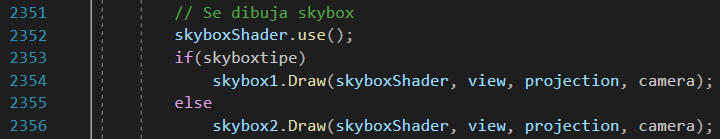 2351 // Se dibuja skybox
2352 skyboxShader.use();
2353 if(skyboxtipe)
2354 skybox1.Draw(skyboxShader, view, projection, camera);
2355 else
2356 skybox2.Draw(skyboxShader, view, projection, camera);